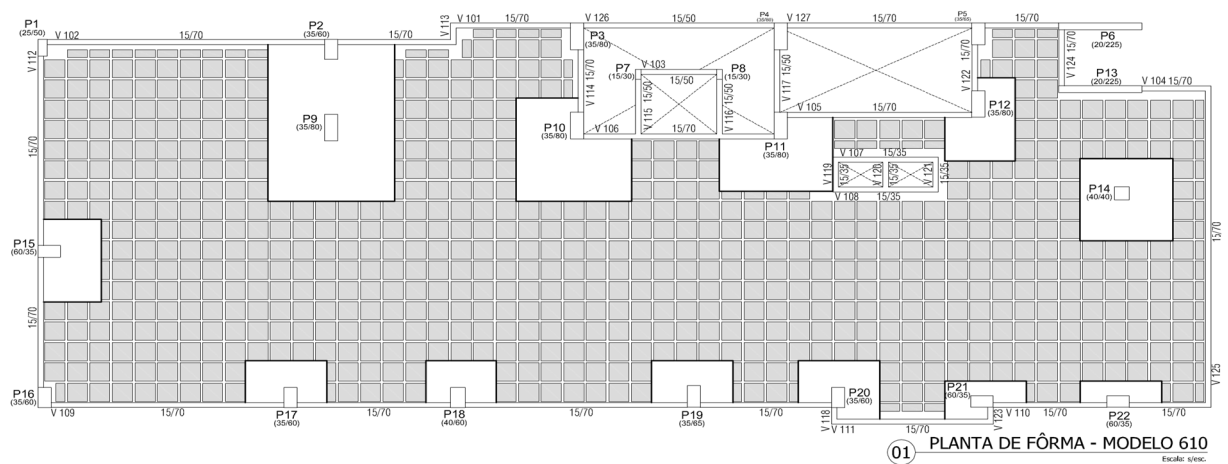 P1
(25/50)
V 102
15/70
P2
(35/60)
15/70
V 113
V 101
15/70
V 126
15/50
P4
(35/80)
V 127
15/70
P5
(35/65)
15/70
P6
(20/225)
V 112
P3
(35/80)
P7
(15/30)
V 103
15/50
P8
(15/30)
V 114 15/70
V 115 15/50
V 116 15/50
V 117 15/50
V 122 15/70
V 124 15/70
P13
(20/225)
V 104 15/70
P9
(35/80)
P10
(35/80)
V 106
15/70
V 105
15/70
P12
(35/80)
P11
(35/80)
15/70
V 107
15/35
V 119
15/35
V 120
15/35
V 121
15/35
V 108
15/35
P14
(40/40)
P15
(60/35)
15/70
15/70
P16
(35/60)
V 109
15/70
P17
(35/60)
15/70
P18
(40/60)
15/70
P19
(35/65)
15/70
P20
(35/60)
V 118
V 111
15/70
P21
(60/35)
V 123
V 110
15/70
P22
(60/35)
15/70
V 125
01
PLANTA DE FÔRMA - MODELO 610
Escala: s/esc.